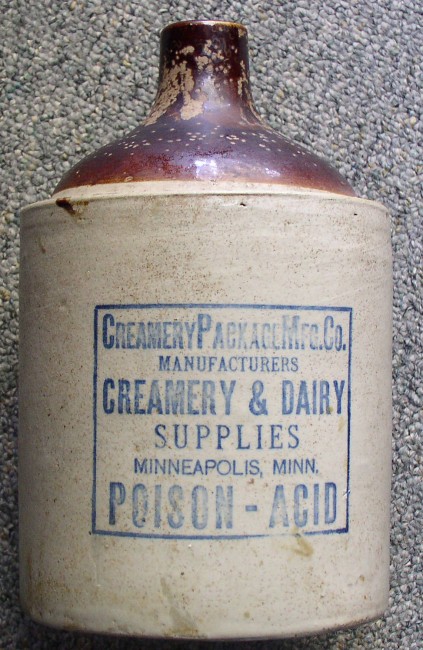 CREAMERY PACKAGE MFG. CO.
MANUFACTURERS
CREAMERY & DAIRY
SUPPLIES
MINNEAPOLIS, MINN.
POISON - ACID